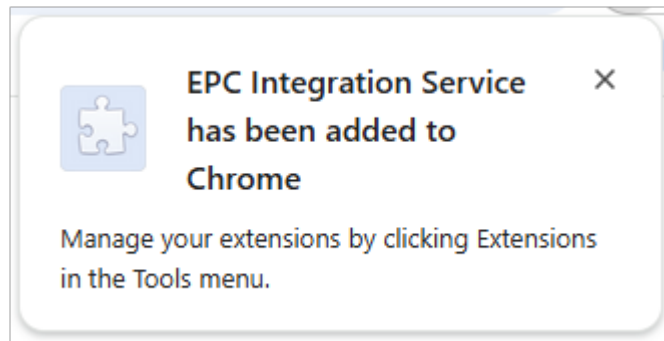 EPC Integration Service
has been added to
Chrome
Manage your extensions by clicking Extensions
in the Tools menu.